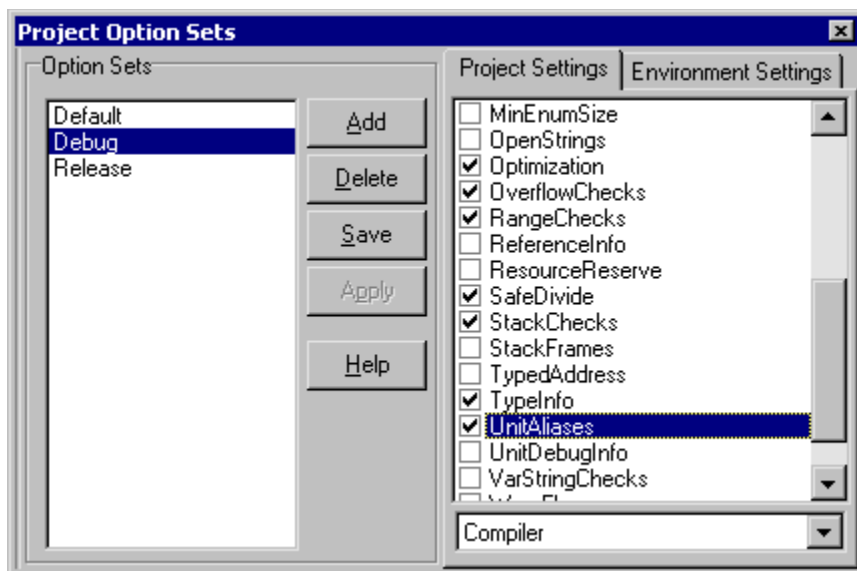 Project Option Sets
Option Sets
Default
Debug
Release
Add
Delete
Save
Apply
Help
Project Settings
Environment Settings
MinEnumSize
OpenStrings
Optimization
OverflowChecks
RangeChecks
ReferenceInfo
ResourceReserve
SafeDivide
StackChecks
StackFrames
TypedAddress
TypeInfo
UnitAliases
UnitDebugInfo
VarStringChecks
Compiler